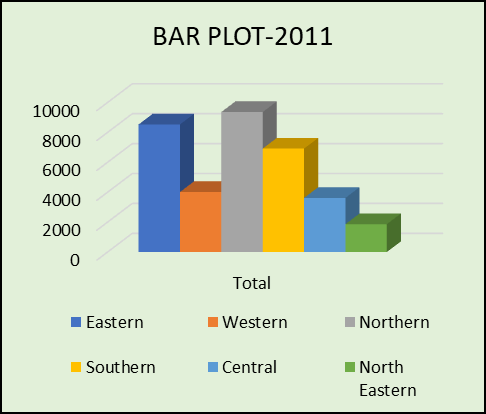 BAR PLOT-2011
10000
8000
6000
4000
2000
0
Total
Eastern
Western
Northern
Southern
Central
North
Eastern